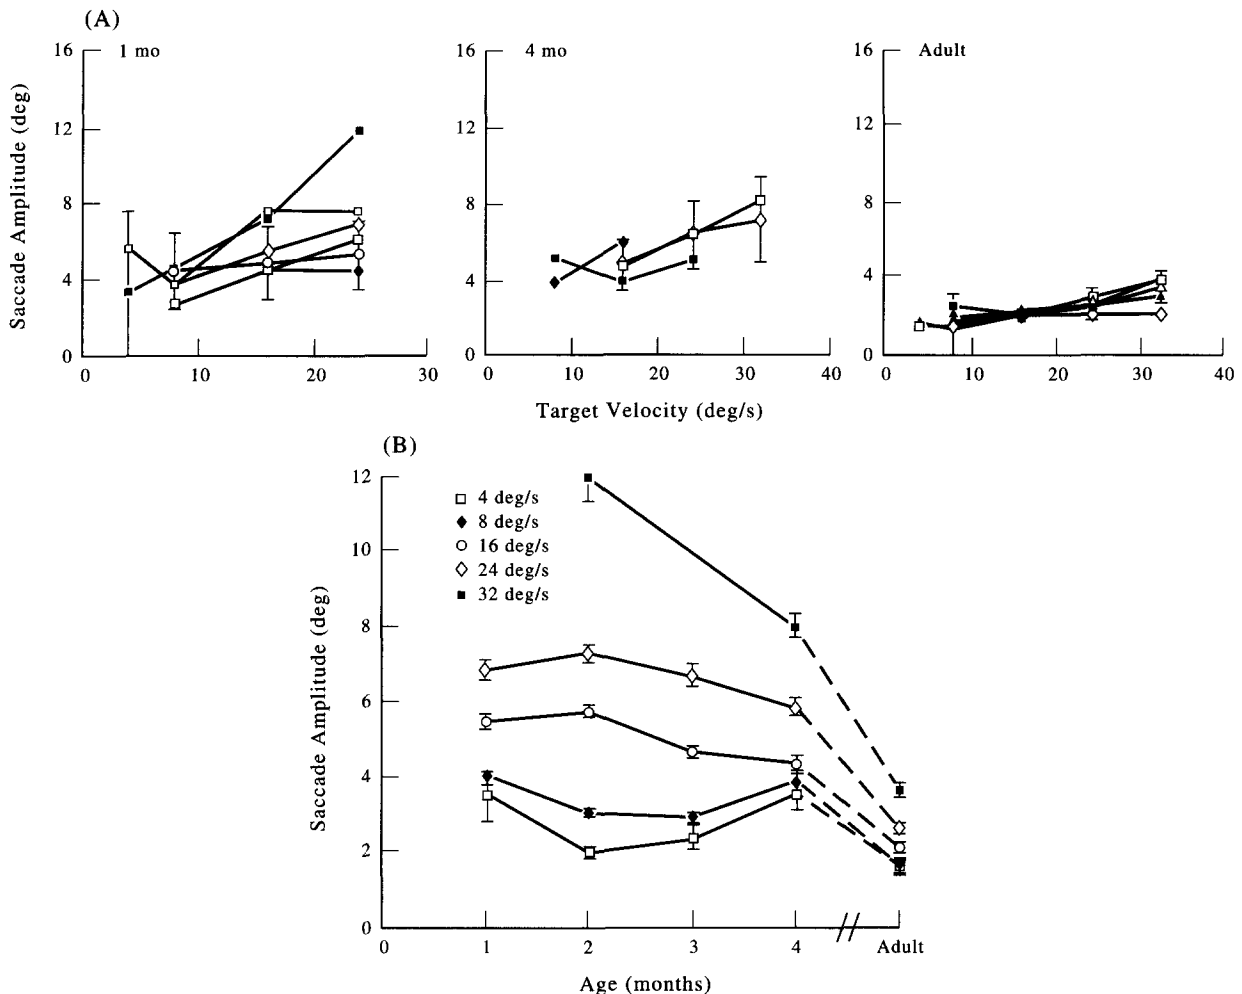 (A)
1 mo
4 mo
Adult
Saccade Amplitude (deg)
16
12
8
4
0
0 10 20 30
16
12
8
4
0
0 10 20 30 40
16
12
8
4
0
0 10 20 30 40
Target Velocity (deg/s)
(B)
Saccade Amplitude (deg)
12
10
8
6
4
2
0
4 deg/s
8 deg/s
16 deg/s
24 deg/s
32 deg/s
0 1 2 3 4 Adult
Age (months)